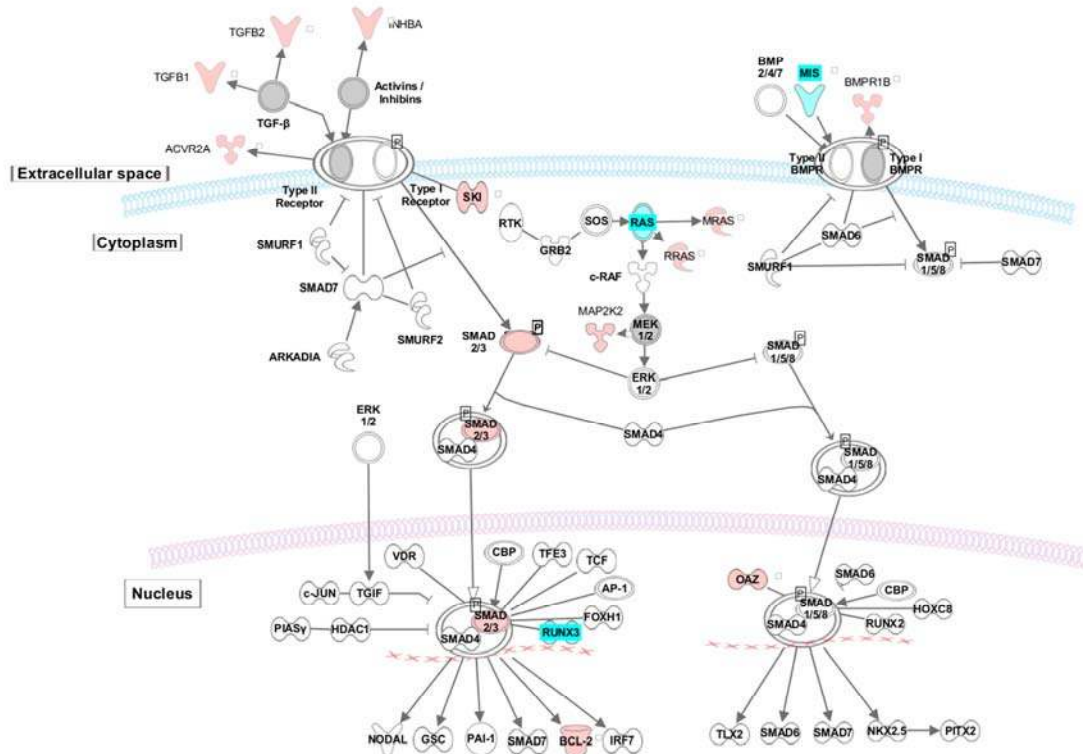 TGFB2
INHBA
TGFB1
Activins /
Inhibins
TGF-β
ACVR2A
P
BMP
2/4/7
MIS
BMPR1B
P
Type II
BMPR
Type I
BMPR
[Extracellular space]
Type II
Receptor
Type I
Receptor
SKI
Cytoplasm
SMURF1
SMAD7
SMURF2
ARKADIA
RTK
GRB2
SOS
RAS
MRAS
RRAS
c-RAF
MAP2K2
MEK
1/2
ERK
1/2
SMURF1
SMAD6
P
SMAD
1/5/8
SMAD7
SMAD
2/3
P
P
SMAD
1/5/8
ERK
1/2
P
SMAD
2/3
SMAD4
SMAD4
P
SMAD
1/5/8
SMAD4
Nucleus
VDR
CBP
TFE3
TCF
AP-1
c-JUN
TGIF
P
SMAD
2/3
SMAD4
FOXH1
RUNX3
PIASγ
HDAC1
OAZ
SMAD6
P
SMAD
1/5/8
SMAD4
CBP
HOXC8
RUNX2
NODAL
GSC
PAI-1
SMAD7
BCL-2
IRF7
TLX2
SMAD6
SMAD7
NKX2.5
PITX2